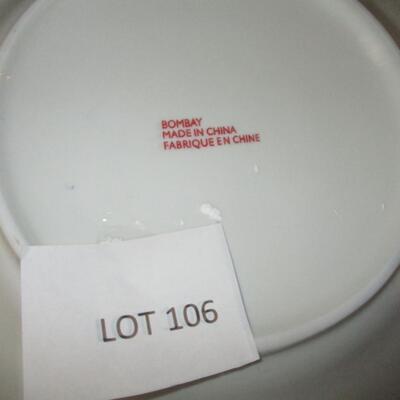 BOMBAY
MADE IN CHINA
FABRIQUE EN CHINE
LOT 106